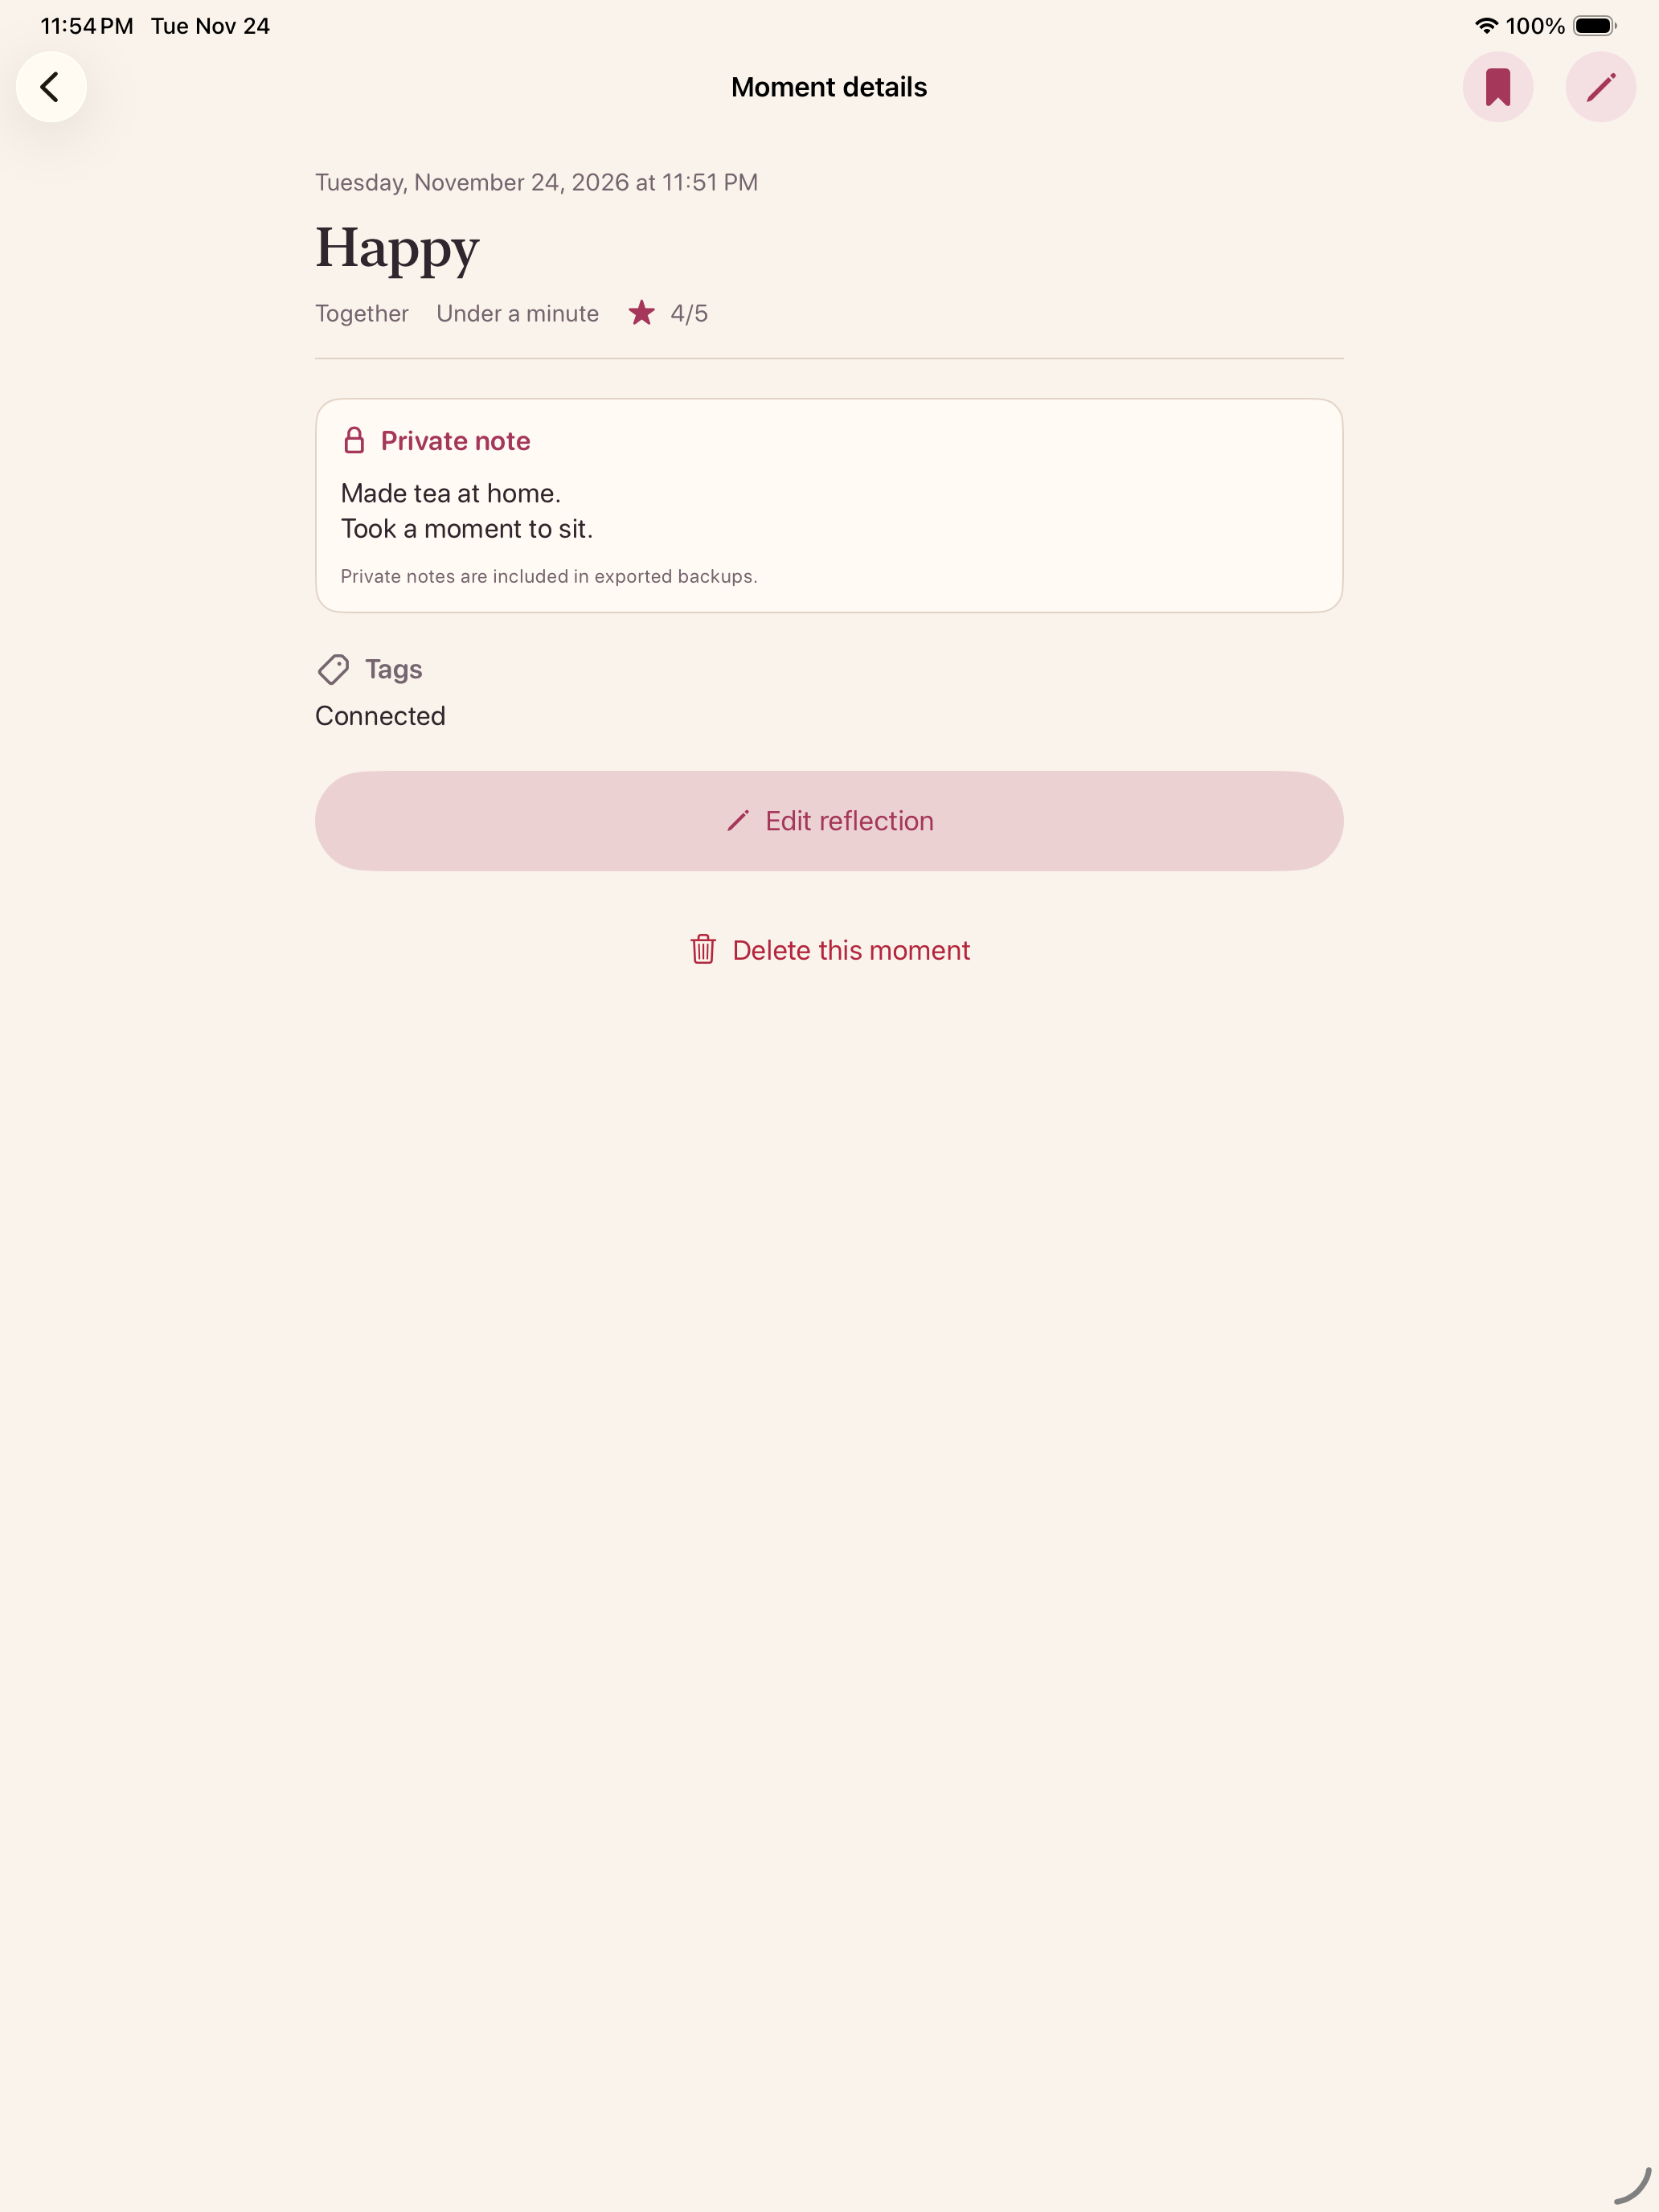 11:54 PM Tue Nov 24
100%
Moment details
Tuesday, November 24, 2026 at 11:51 PM
Happy
Together Under a minute 4/5
Private note
Made tea at home.
Took a moment to sit.
Private notes are included in exported backups.
Tags
Connected
Edit reflection
Delete this moment